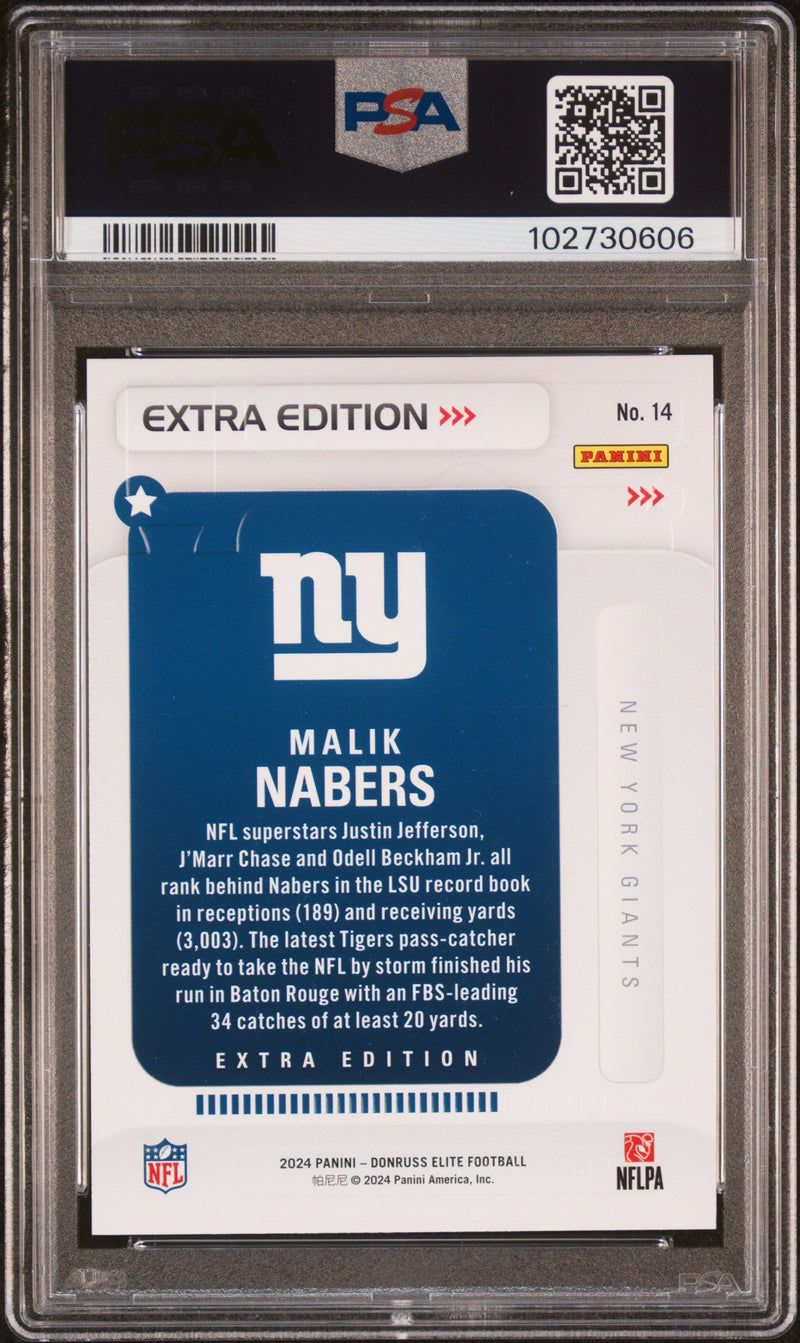 PSA
102730606
EXTRA EDITION >>>
No. 14
PANINI
>>>
ny
MALIK
NABERS
NFL superstars Justin Jefferson,
J'Marr Chase and Odell Beckham Jr. all
rank behind Nabers in the LSU record book
in receptions (189) and receiving yards
(3,003). The latest Tigers pass-catcher
ready to take the NFL by storm finished his
run in Baton Rouge with an FBS-leading
34 catches of at least 20 yards.
EXTRA EDITION
NEW YORK GIANTS
NFL
2024 PANINI – DONRUSS ELITE FOOTBALL
帕尼尼 © 2024 Panini America, Inc.
NFLPA
PSA